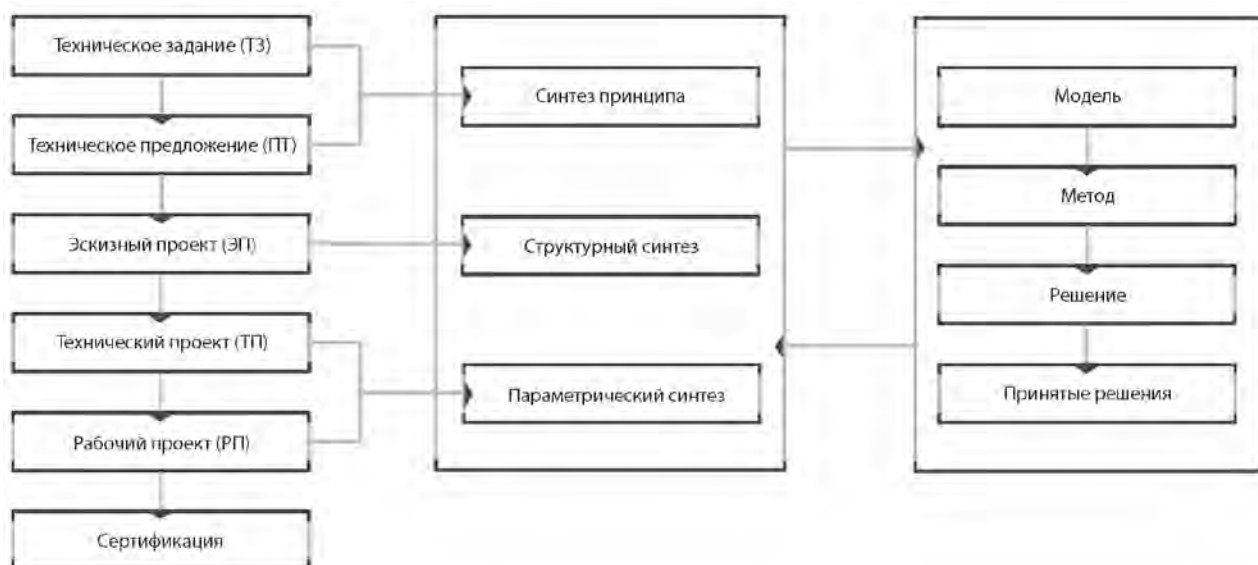 Техническое задание (ТЗ)
Техническое предложение (ПТ)
Эскизный проект (ЭП)
Технический проект (ТП)
Рабочий проект (РП)
Сертификация
Синтез принципа
Структурный синтез
Параметрический синтез
Модель
Метод
Решение
Принятые решения